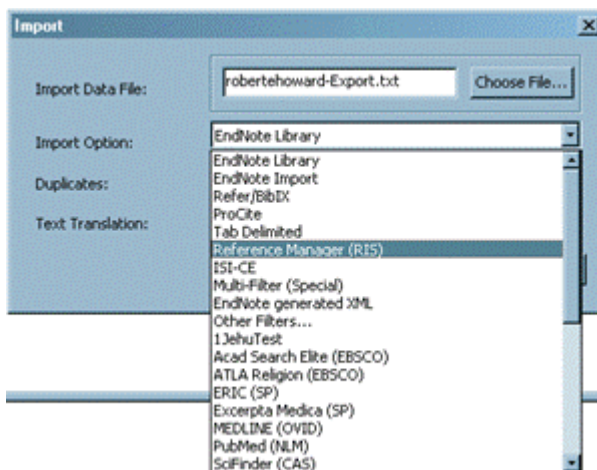 Import
Import Data File:
robertehoward-Export.txt
Choose File...
Import Option:
EndNote Library
Duplicates:
Text Translation:
EndNote Library
EndNote Import
Refer/BibIX
ProCite
Tab Delimited
Reference Manager (RIS)
ISI-CE
Multi-Filter (Special)
EndNote generated XML
Other Filters...
1JehuTest
Acad Search Elite (EBSCO)
ATLA Religion (EBSCO)
ERIC (SP)
Excerpta Medica (SP)
MEDLINE (OVID)
PubMed (NLM)
SciFinder (CAS)